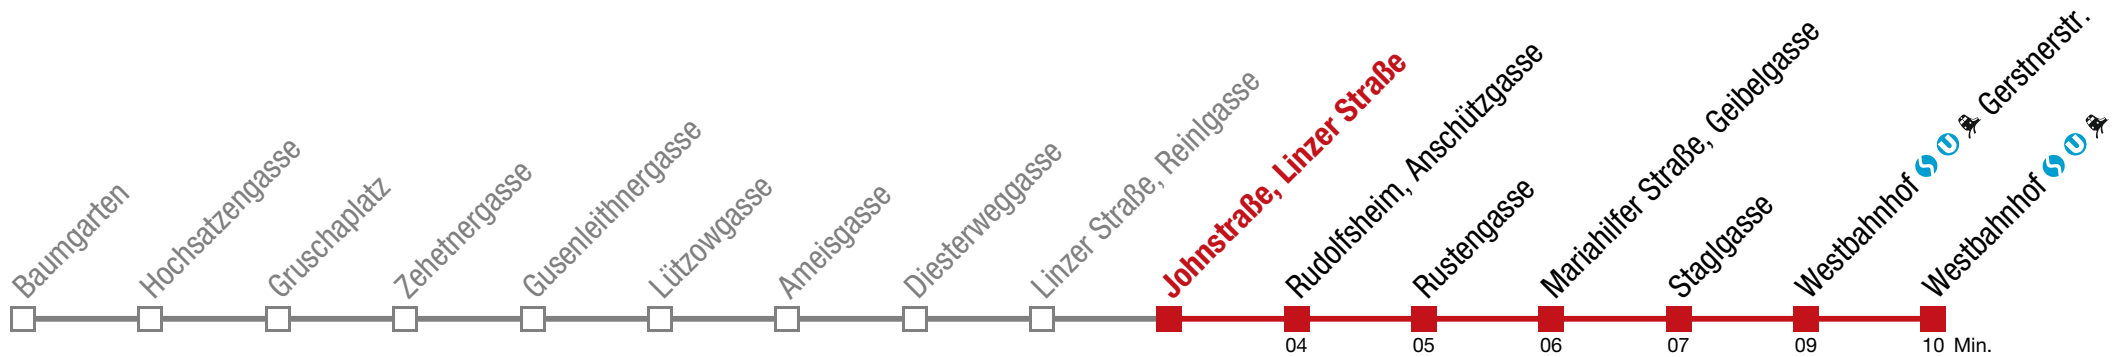 Baumgarten
Hochsatzengasse
Gruschaplatz
Zehetnergasse
Gusenleithnergasse
Lützowgasse
Ameisgasse
Diesterweggasse
Linzer Straße, Reinlgasse
Johnstraße, Linzer Straße
Rudolfsheim, Anschützgasse
Rustengasse
Mariahilfer Straße, Geibelgasse
Staglgasse
Westbahnhof S U Gerstnerstr.
Westbahnhof S U
04 05 06 07 09 10 Min.